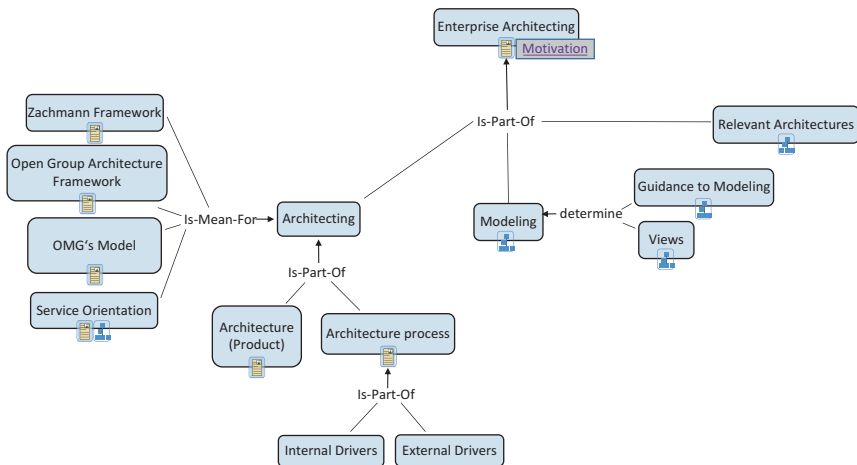 Enterprise Architecting
Motivation
Zachmann Framework
Is-Part-Of
Relevant Architectures
Open Group Architecture
Framework
Guidance to Modeling
Is-Mean-For
Architecting
Modeling
determine
OMG's Model
Views
Is-Part-Of
Service Orientation
Architecture
(Product)
Architecture process
Is-Part-Of
Internal Drivers
External Drivers